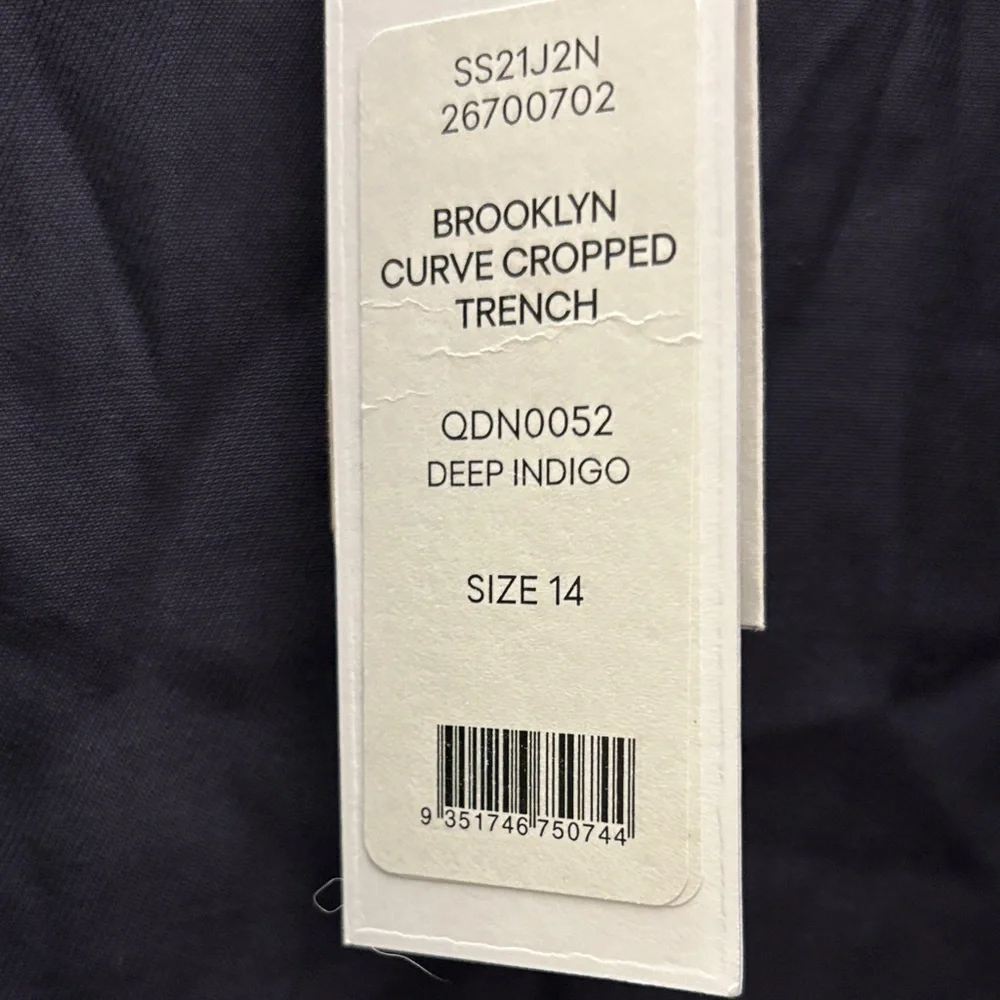 SS21J2N
26700702
BROOKLYN
CURVE CROPPED
TRENCH
QDN0052
DEEP INDIGO
SIZE 14
9 351746 750744